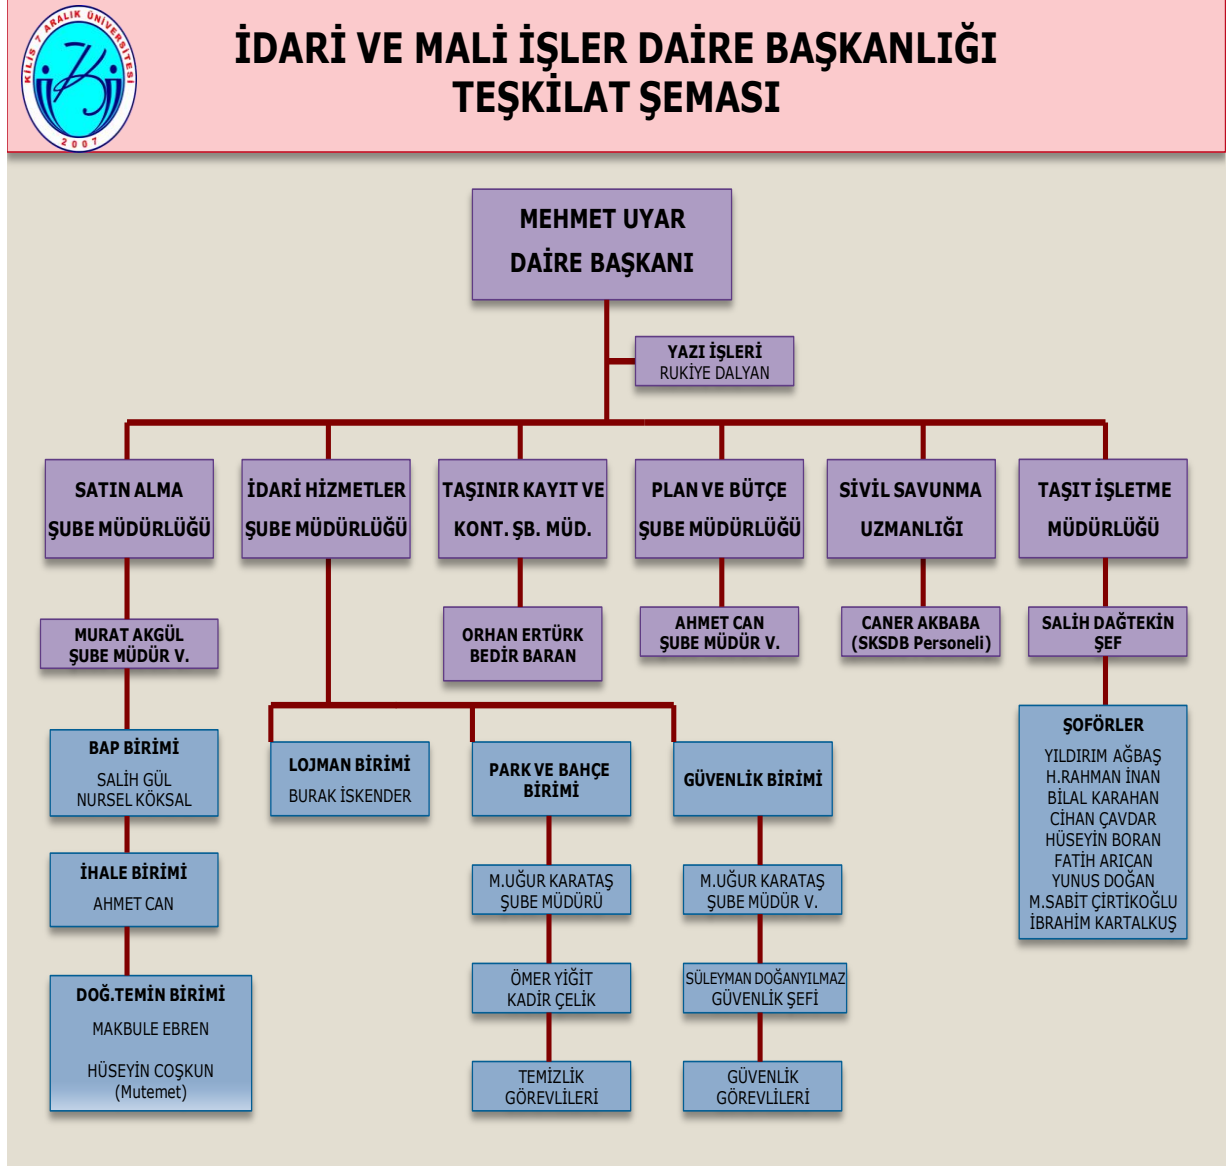 KİLİS 7 ARALIK ÜNİVERSİTESİ
2007
İDARİ VE MALİ İŞLER DAİRE BAŞKANLIĞI
TEŞKİLAT ŞEMASI
MEHMET UYAR
DAİRE BAŞKANI
YAZI İŞLERİ
RUKİYE DALYAN
SATIN ALMA
ŞUBE MÜDÜRLÜĞÜ
İDARİ HİZMETLER
ŞUBE MÜDÜRLÜĞÜ
TAŞINIR KAYIT VE
KONT. ŞB. MÜD.
PLAN VE BÜTÇE
ŞUBE MÜDÜRLÜĞÜ
SİVİL SAVUNMA
UZMANLIĞI
TAŞIT İŞLETME
MÜDÜRLÜĞÜ
MURAT AKGÜL
ŞUBE MÜDÜR V.
ORHAN ERTÜRK
BEDİR BARAN
AHMET CAN
ŞUBE MÜDÜR V.
CANER AKBABA
(SKSDB Personeli)
SALİH DAĞTEKİN
ŞEF
BAP BİRİMİ
SALİH GÜL
NURSEL KÖKSAL
İHALE BİRİMİ
AHMET CAN
DOĞ.TEMİN BİRİMİ
MAKBULE EBREN
HÜSEYİN COŞKUN
(Mutemet)
LOJMAN BİRİMİ
BURAK İSKENDER
PARK VE BAHÇE
BİRİMİ
M.UĞUR KARATAŞ
ŞUBE MÜDÜRÜ
ÖMER YİĞİT
KADİR ÇELİK
TEMİZLİK
GÖREVLİLERİ
GÜVENLİK BİRİMİ
M.UĞUR KARATAŞ
ŞUBE MÜDÜR V.
SÜLEYMAN DOĞANYILMAZ
GÜVENLİK ŞEFİ
GÜVENLİK
GÖREVLİLERİ
ŞOFÖRLER
YILDIRIM AĞBAŞ
H.RAHMAN İNAN
BİLAL KARAHAN
CİHAN ÇAVDAR
HÜSEYİN BORAN
FATİH ARICAN
YUNUS DOĞAN
M.SABİT ÇİRTİKOĞLU
İBRAHİM KARTALKUŞ